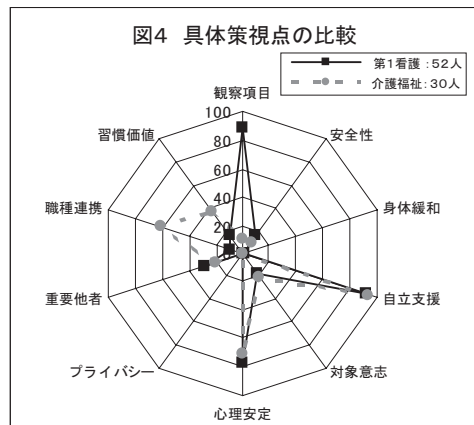 図4 具体策視点の比較
第1看護：52人
介護福祉：30人
観察項目
100
80
60
40
20
0
安全性
身体緩和
自立支援
対象意志
心理安定
プライバシー
重要他者
職種連携
習慣価値